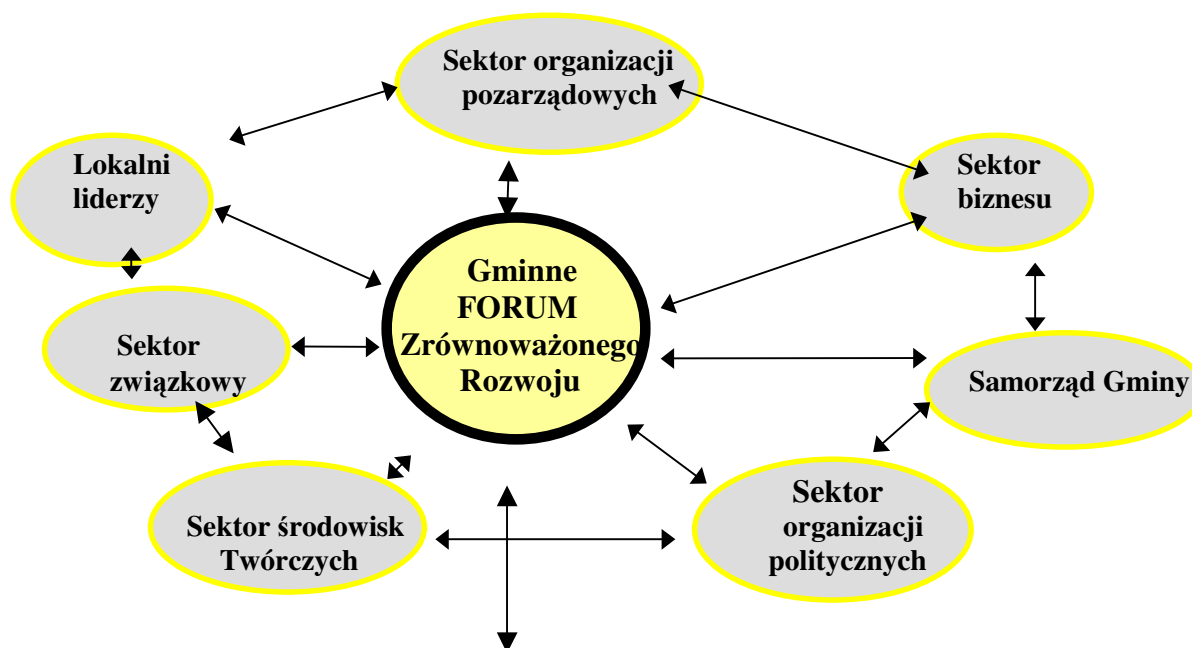 Sektor organizacji
pozarządowych
Lokalni
liderzy
Sektor
biznesu
Gminne
FORUM
Zrównoważonego
Rozwoju
Sektor
związkowy
Samorząd Gminy
Sektor środowisk
Twórczych
Sektor
organizacji
politycznych